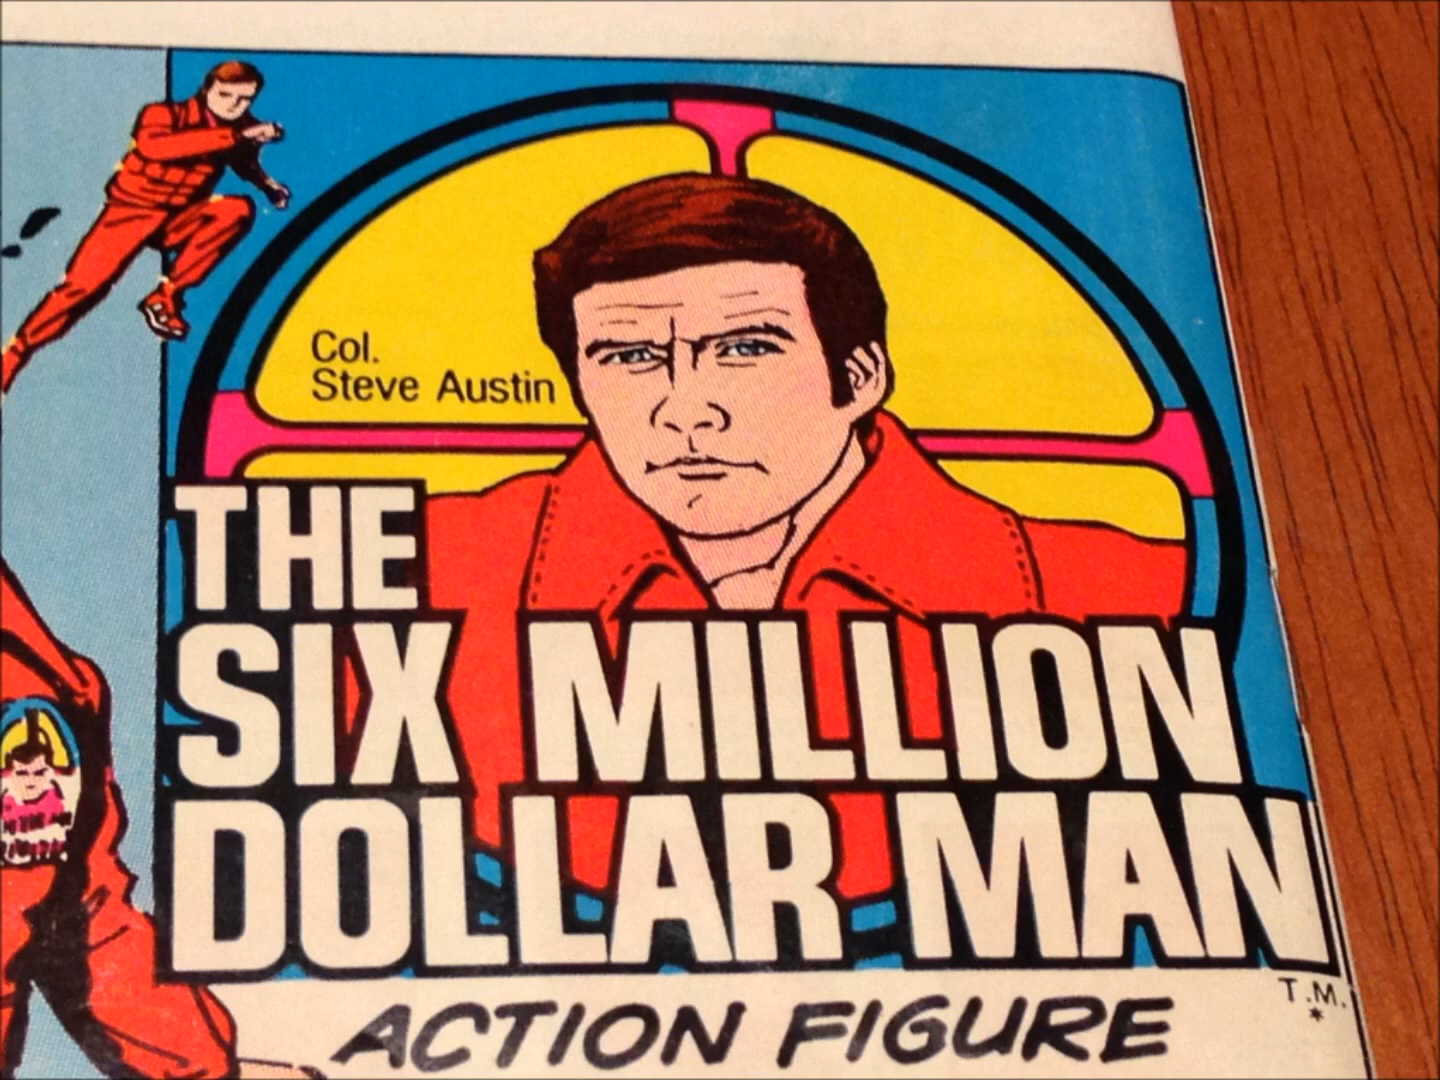 Col.
Steve Austin
THE
SIX MILLION
DOLLAR MAN
T.M.
*
ACTION FIGURE